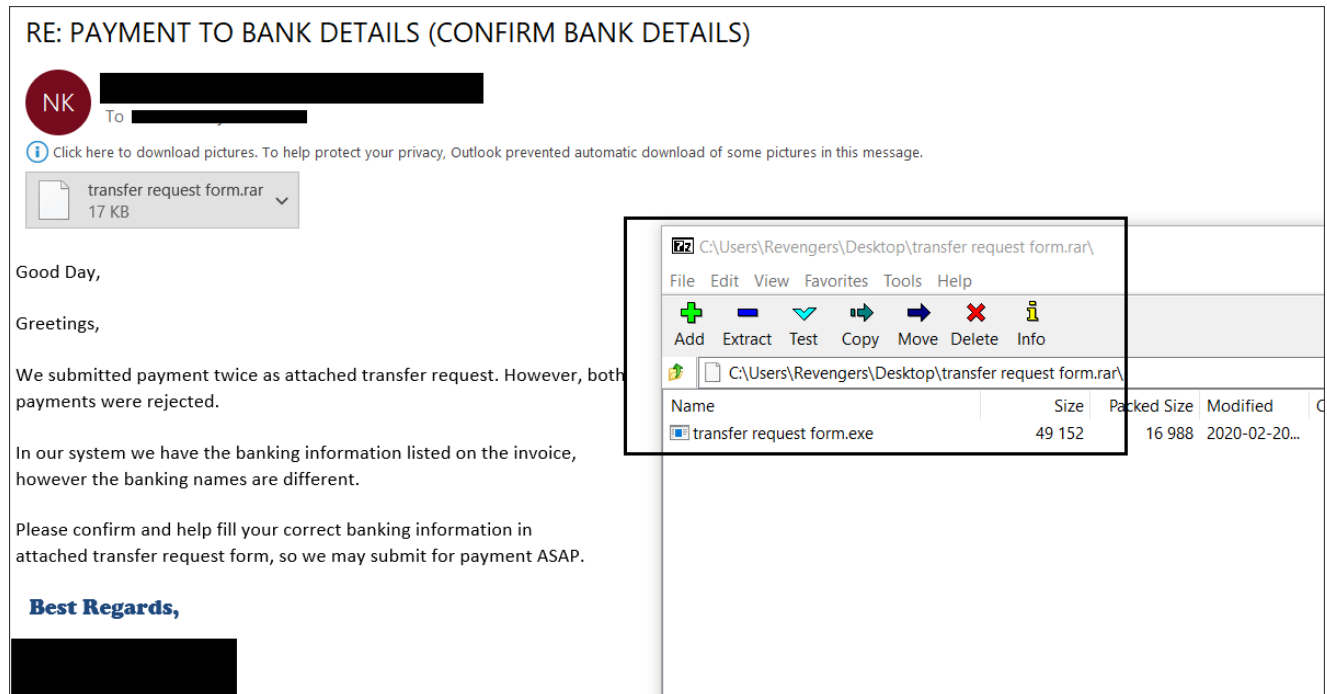 RE: PAYMENT TO BANK DETAILS (CONFIRM BANK DETAILS)
NK
To
Click here to download pictures. To help protect your privacy, Outlook prevented automatic download of some pictures in this message.
transfer request form.rar
17 KB
Good Day,
Greetings,
We submitted payment twice as attached transfer request. However, both
payments were rejected.
In our system we have the banking information listed on the invoice,
however the banking names are different.
Please confirm and help fill your correct banking information in
attached transfer request form, so we may submit for payment ASAP.
Best Regards,
C:\Users\Revengers\Desktop\transfer request form.rar\
File Edit View Favorites Tools Help
Add Extract Test Copy Move Delete Info
C:\Users\Revengers\Desktop\transfer request form.rar\
Name Size Packed Size Modified C
transfer request form.exe 49 152 16 988 2020-02-20...